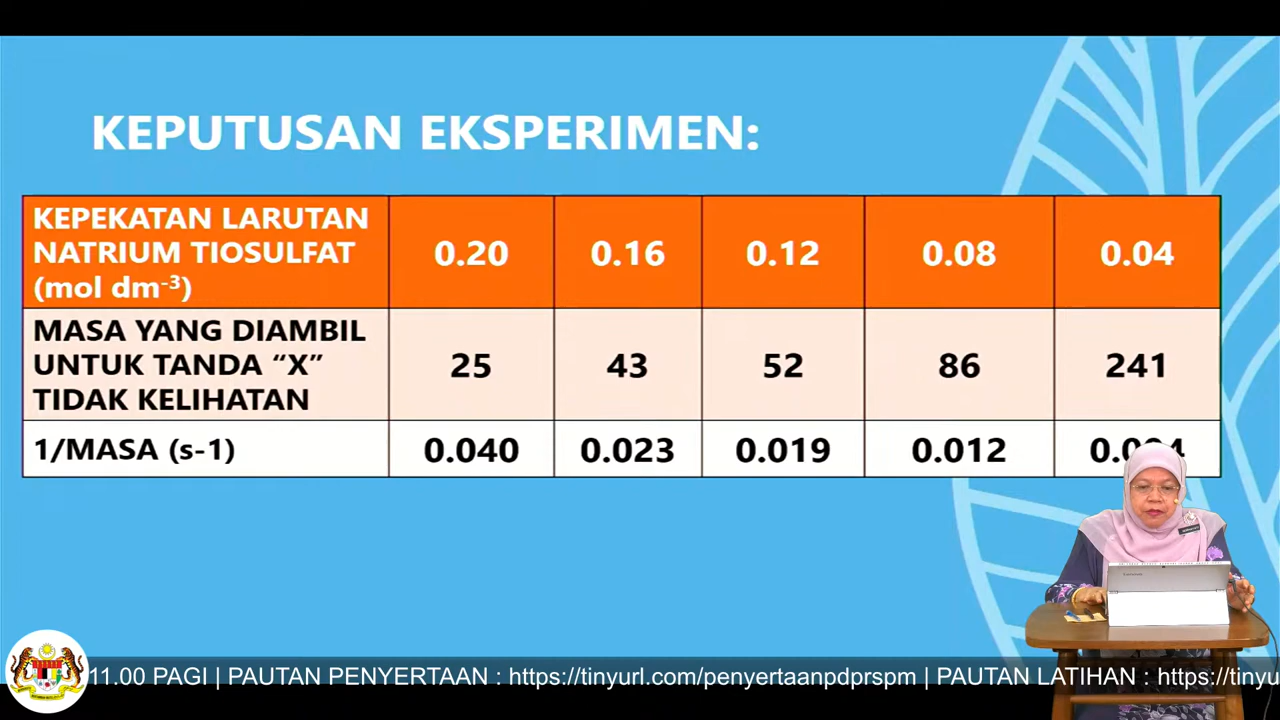 KEPUTUSAN EKSPERIMEN:
KEPEKATAN LARUTAN
NATRIUM TIOSULFAT
(mol dm-³)
0.20
0.16
0.12
0.08
0.04
MASA YANG DIAMBIL
UNTUK TANDA “X”
TIDAK KELIHATAN
25
43
52
86
241
1/MASA (s-1)
0.040
0.023
0.019
0.012
11.00 PAGI | PAUTAN PENYERTAAN : https://tinyurl.com/penyertaanpdprspm | PAUTAN LATIHAN : https://tinyu